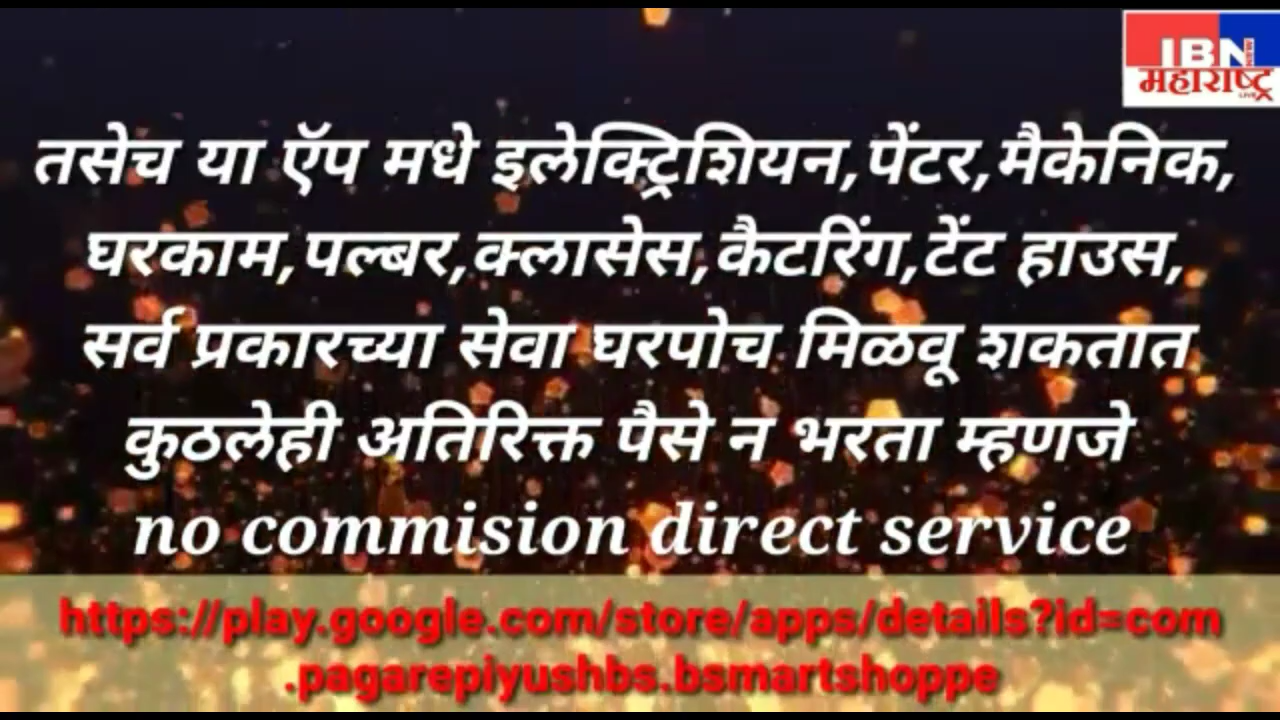 IBN
NEW
महाराष्ट्र
LIVE
तसेच या ऍप मधे इलेक्ट्रिशियन,पेंटर,मैकेनिक,
घरकाम,पल्बर,क्लासेस,कैटरिंग,टेंट हाउस,
सर्व प्रकारच्या सेवा घरपोच मिळवू शकतात
कुठलेही अतिरिक्त पैसे न भरता म्हणजे
no commision direct service
https://play.google.com/store/apps/details?id=com
.pagarepiyushbs.bsmartshoppe